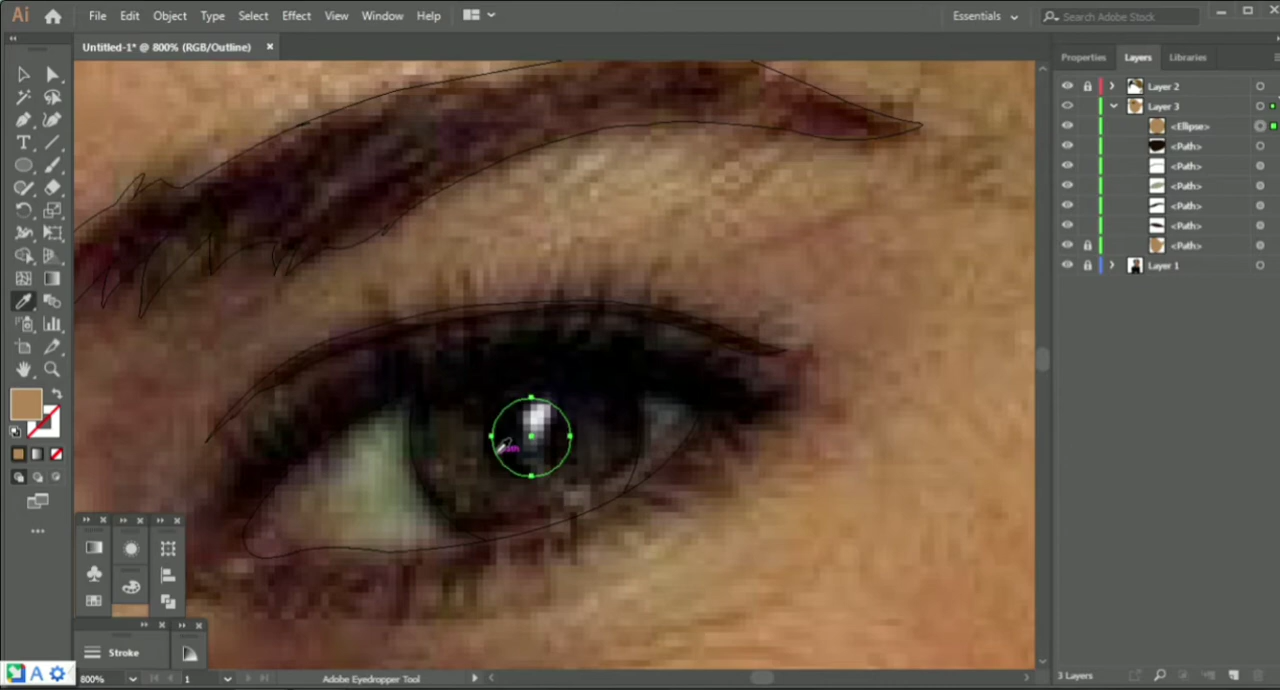 Ai File Edit Object Type Select Effect View Window Help Essentials Search Adobe Stock
Untitled-1* @ 800% (RGB/Outline) ×
Properties Layers Libraries
Layer 2
Layer 3
<Ellipse>
<Path>
<Path>
<Path>
<Path>
<Path>
<Path>
Layer 1
Stroke
A
800% 1 Adobe Eyedropper Tool 3 Layers